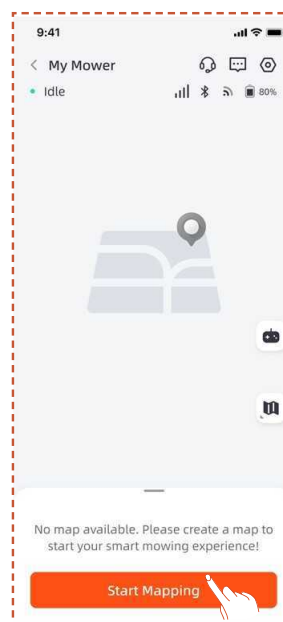 9:41
My Mower
Idle
80%
No map available. Please create a map to
start your smart mowing experience!
Start Mapping